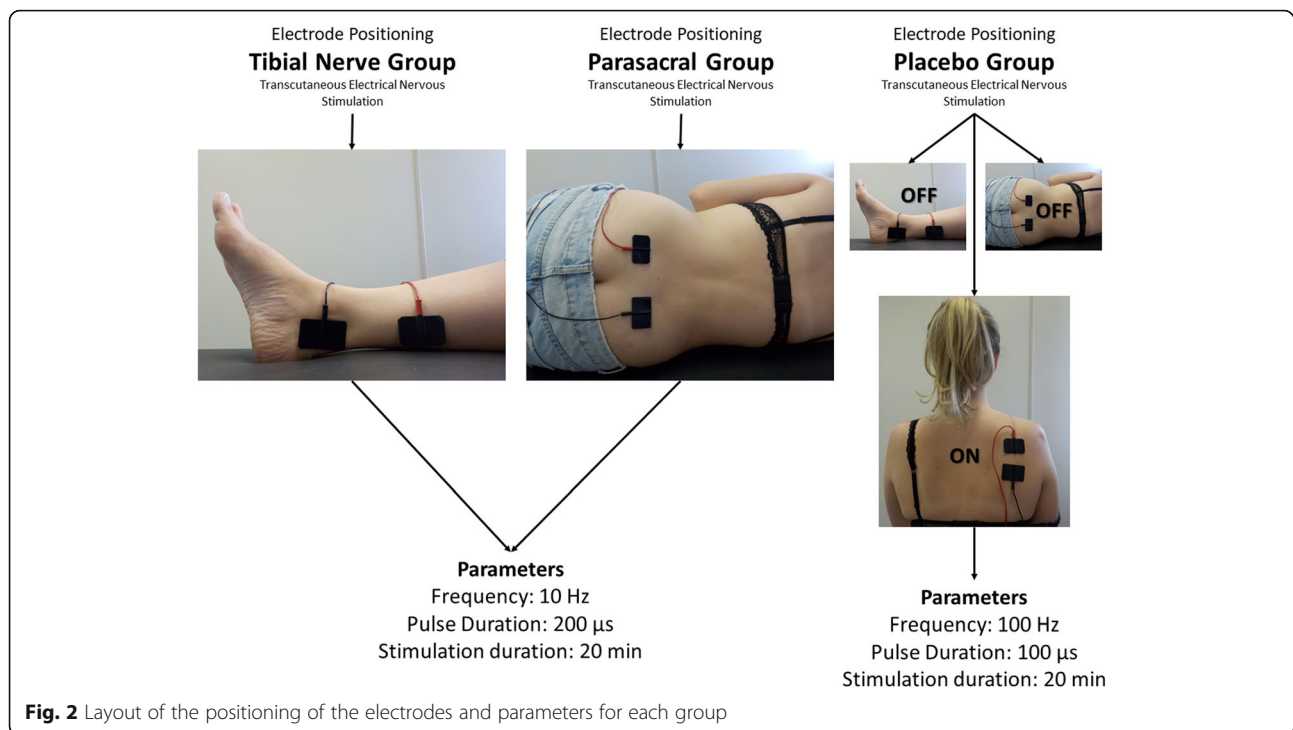 Electrode Positioning
Tibial Nerve Group
Transcutaneous Electrical Nervous
Stimulation
Electrode Positioning
Parasacral Group
Transcutaneous Electrical Nervous
Stimulation
Electrode Positioning
Placebo Group
Transcutaneous Electrical Nervous
Stimulation
OFF
OFF
ON
Parameters
Frequency: 10 Hz
Pulse Duration: 200 μs
Stimulation duration: 20 min
Parameters
Frequency: 100 Hz
Pulse Duration: 100 μs
Stimulation duration: 20 min
Fig. 2 Layout of the positioning of the electrodes and parameters for each group